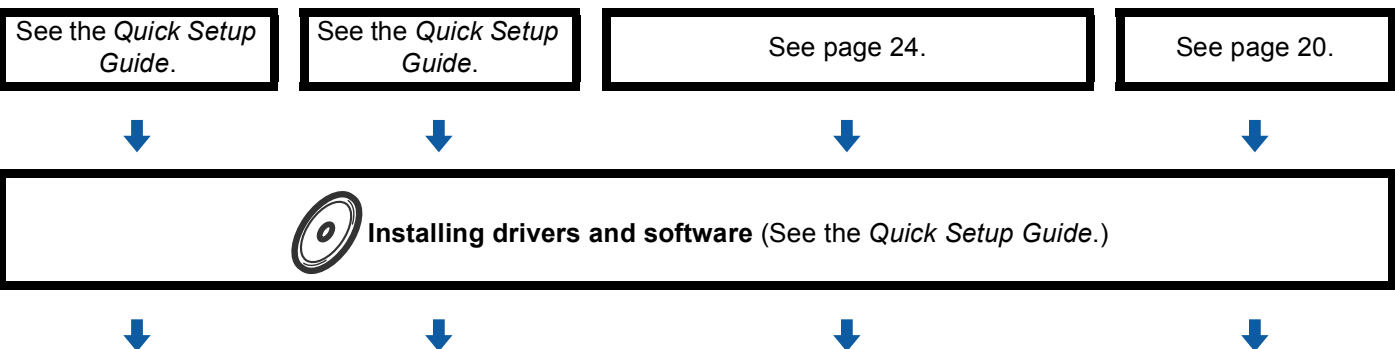 See the Quick Setup
Guide.
See the Quick Setup
Guide.
See page 24.
See page 20.
Installing drivers and software (See the Quick Setup Guide.)